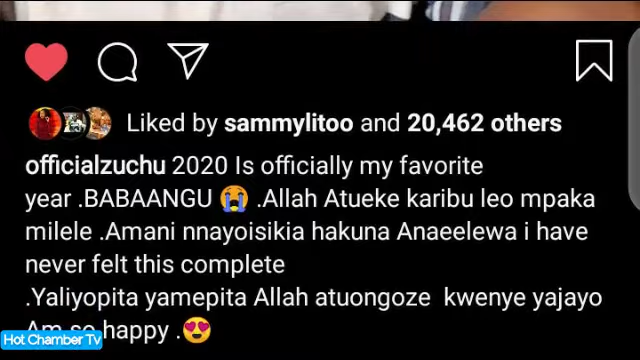 Liked by sammylitoo and 20,462 others
officialzuchu 2020 Is officially my favorite
year .BABAANGU 😭 .Allah Atueke karibu leo mpaka
milele .Amani nnayoisikia hakuna Anaeelewa i have
never felt this complete
.Yaliyopita yamepita Allah atuongoze kwenye yajayo
Am so happy .😍
Hot Chamber Tv